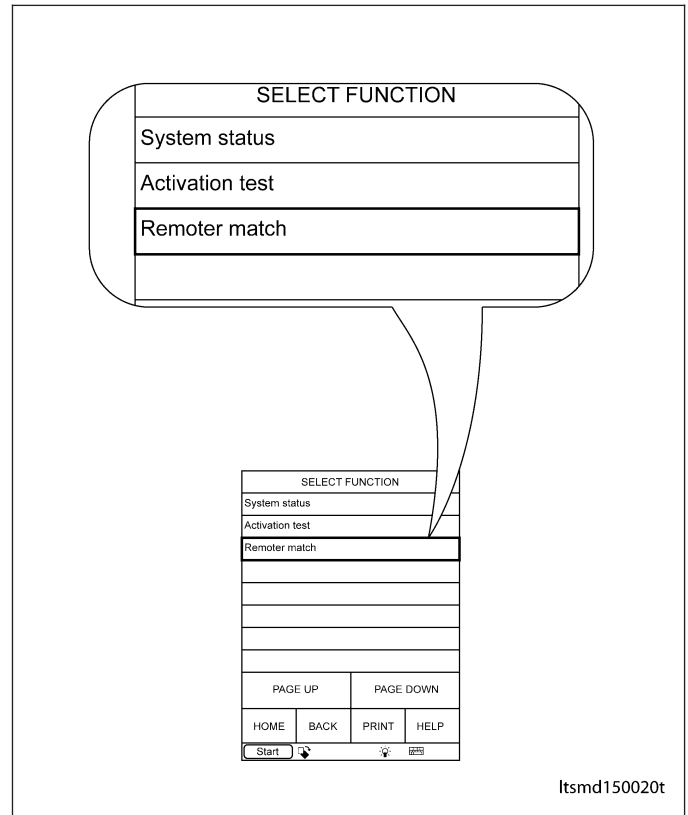 SELECT FUNCTION
System status
Activation test
Remoter match
SELECT FUNCTION
System status
Activation test
Remoter match
PAGE UP PAGE DOWN
HOME BACK PRINT HELP
Start
ltsmd150020t